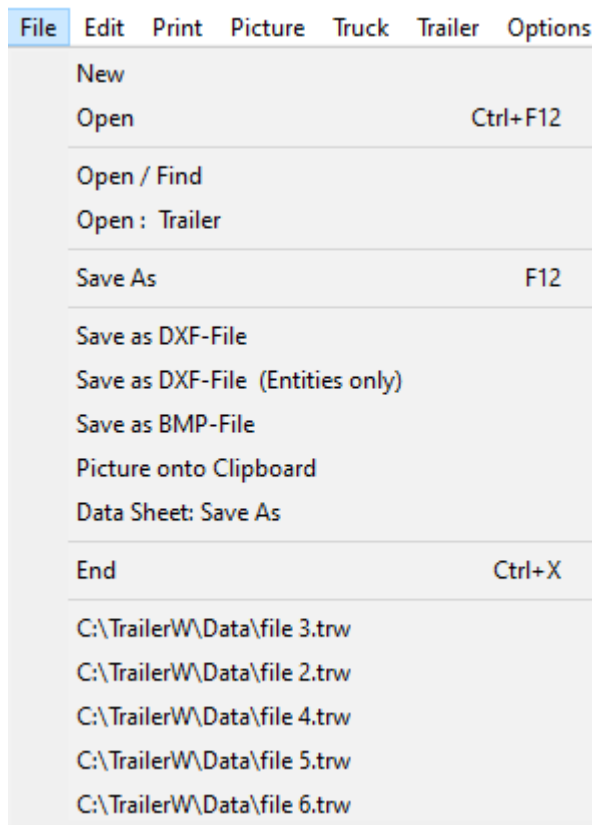 File Edit Print Picture Truck Trailer Options
New
Open Ctrl+F12
Open / Find
Open : Trailer
Save As F12
Save as DXF-File
Save as DXF-File (Entities only)
Save as BMP-File
Picture onto Clipboard
Data Sheet: Save As
End Ctrl+X
C:\TrailerW\Data\file 3.trw
C:\TrailerW\Data\file 2.trw
C:\TrailerW\Data\file 4.trw
C:\TrailerW\Data\file 5.trw
C:\TrailerW\Data\file 6.trw